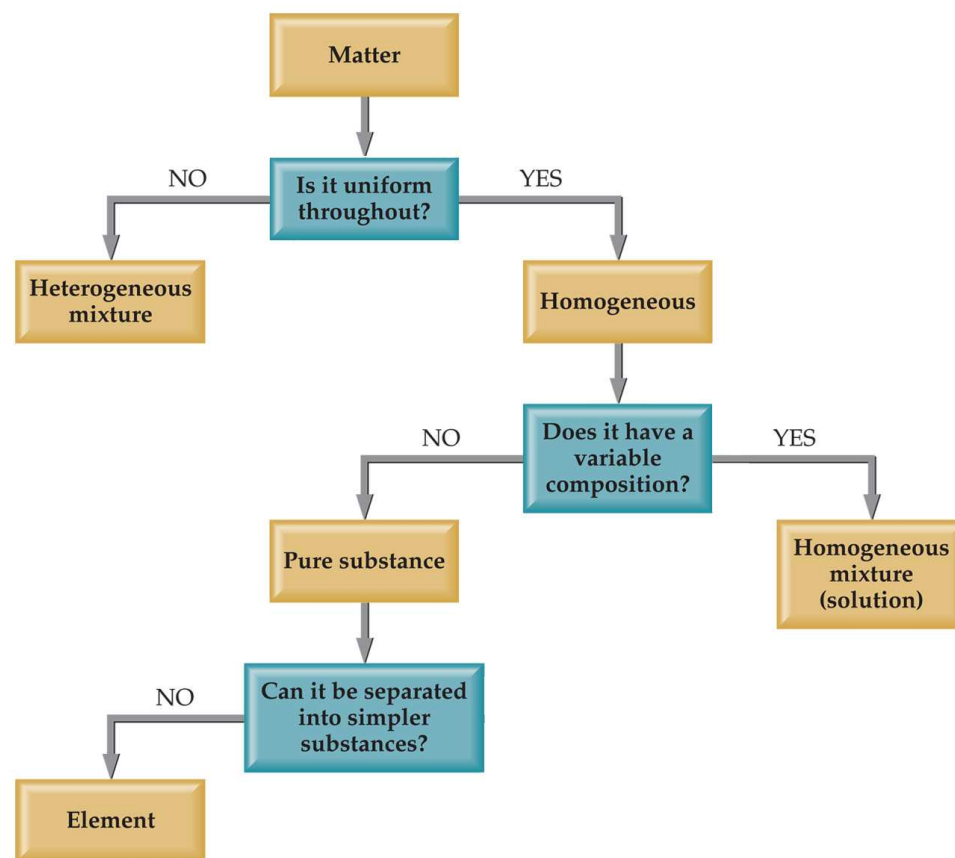 Matter
NO
Is it uniform
throughout?
YES
Heterogeneous
mixture
Homogeneous
NO
Does it have a
variable
composition?
YES
Pure substance
Homogeneous
mixture
(solution)
NO
Can it be separated
into simpler
substances?
Element